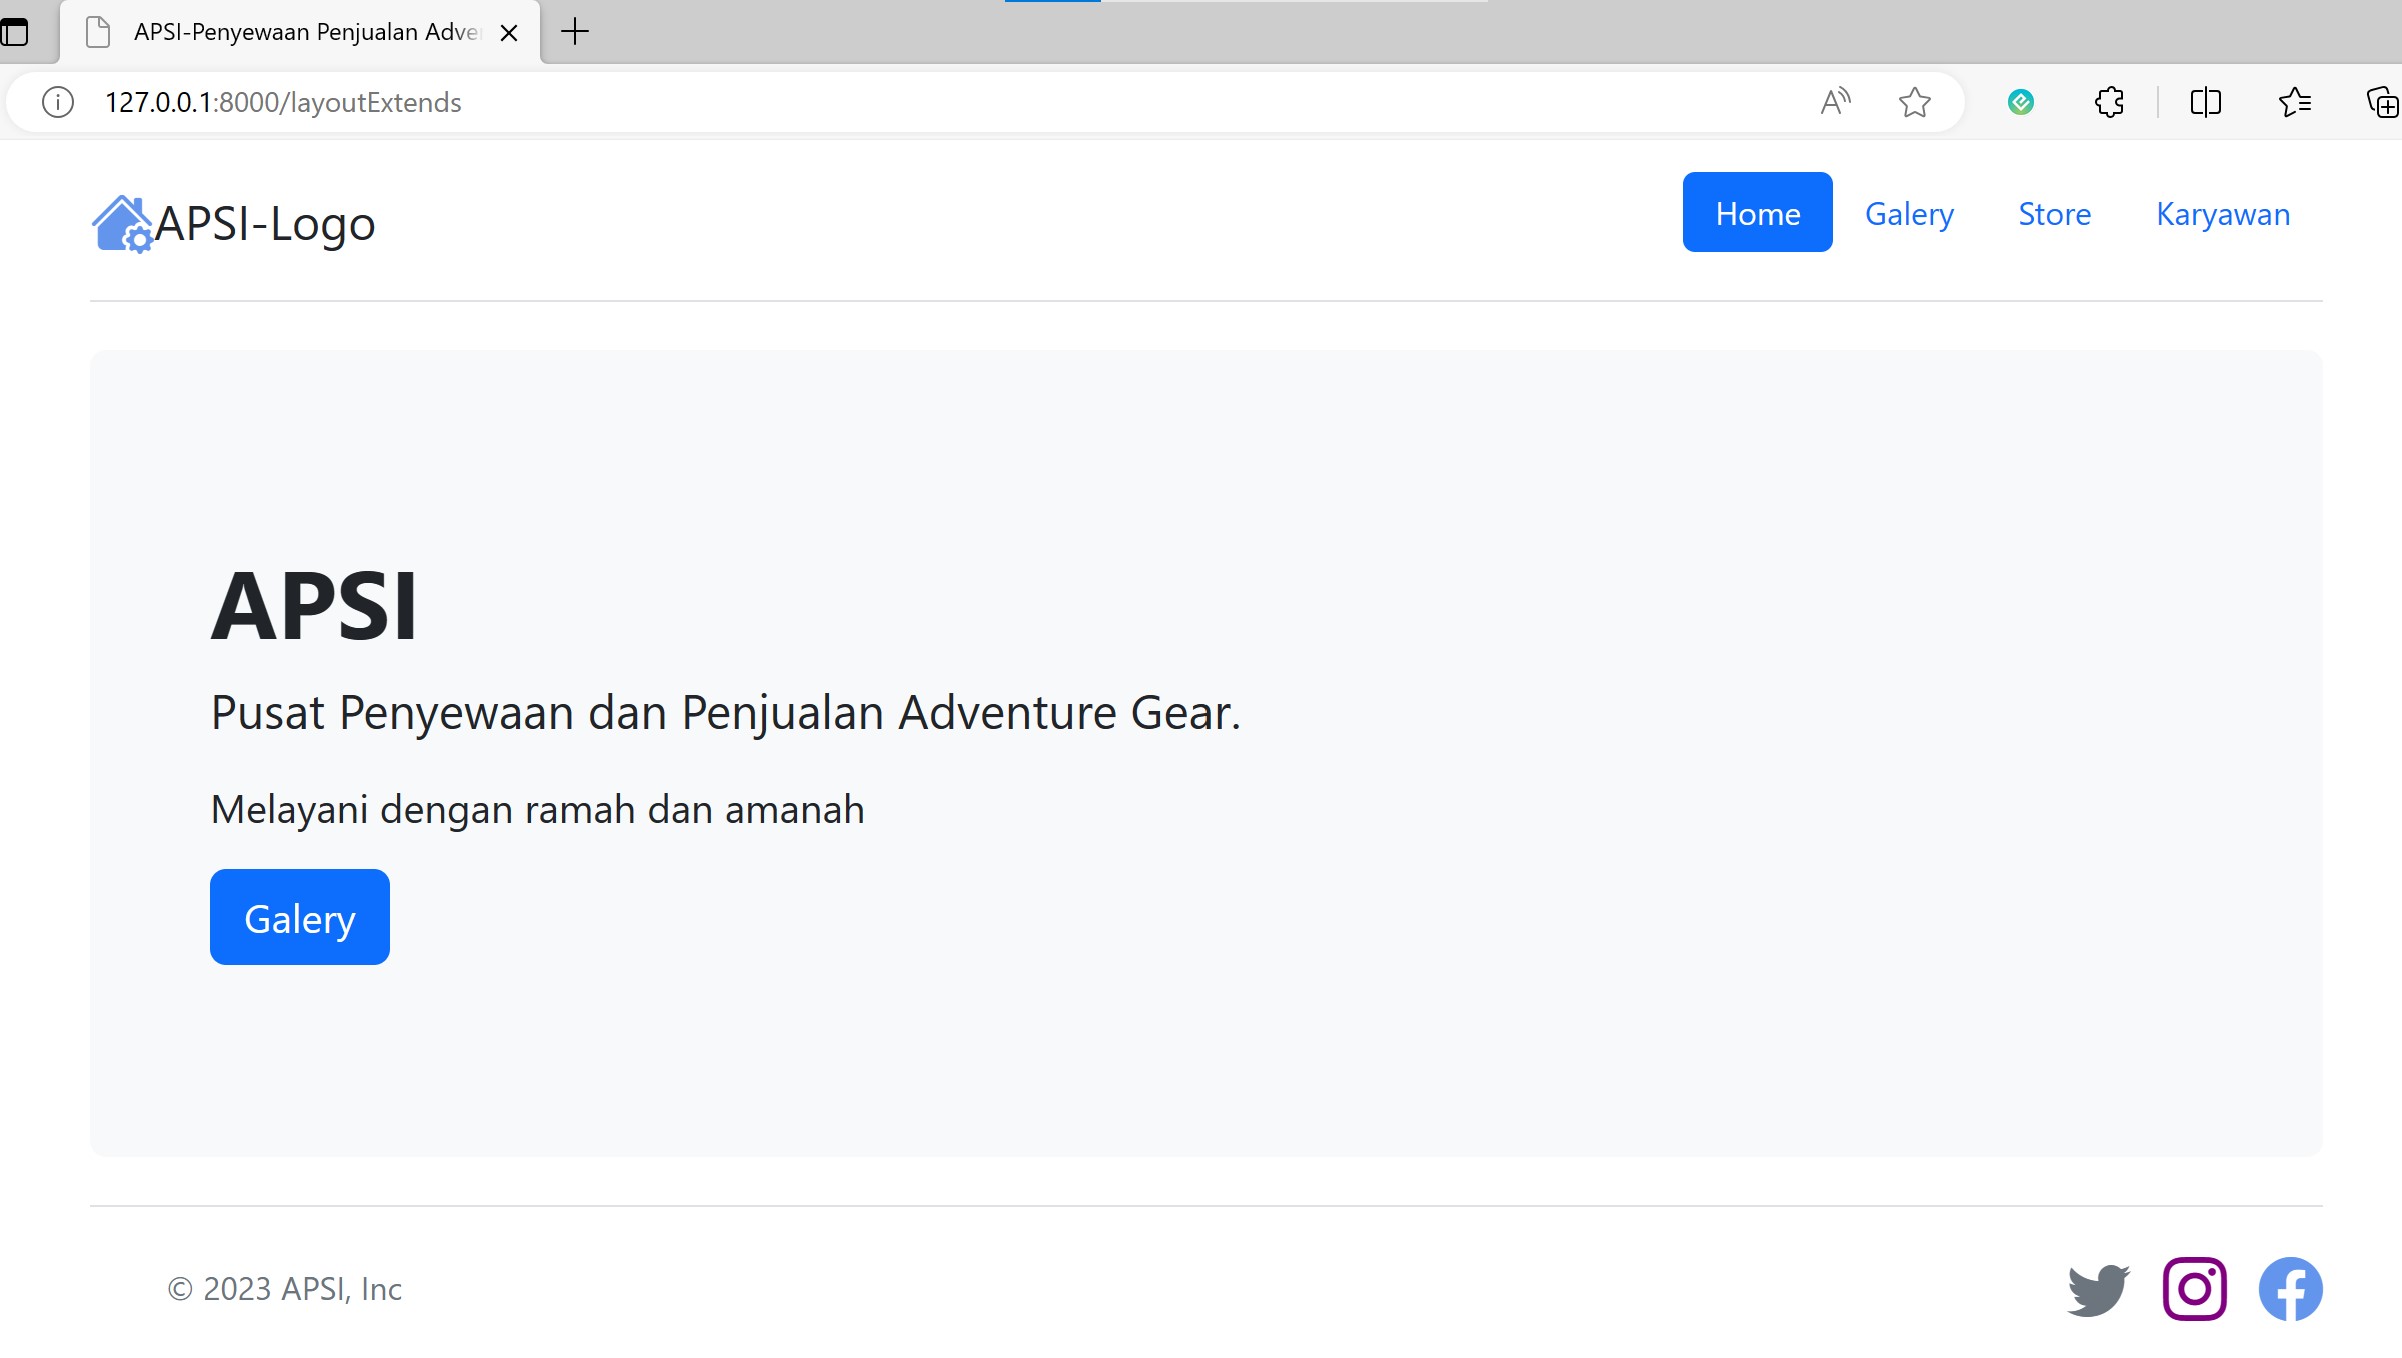 APSI-Penyewaan Penjualan Adve
127.0.0.1:8000/layoutExtends
APSI-Logo
Home
Galery
Store
Karyawan
APSI
Pusat Penyewaan dan Penjualan Adventure Gear.
Melayani dengan ramah dan amanah
Galery
© 2023 APSI, Inc